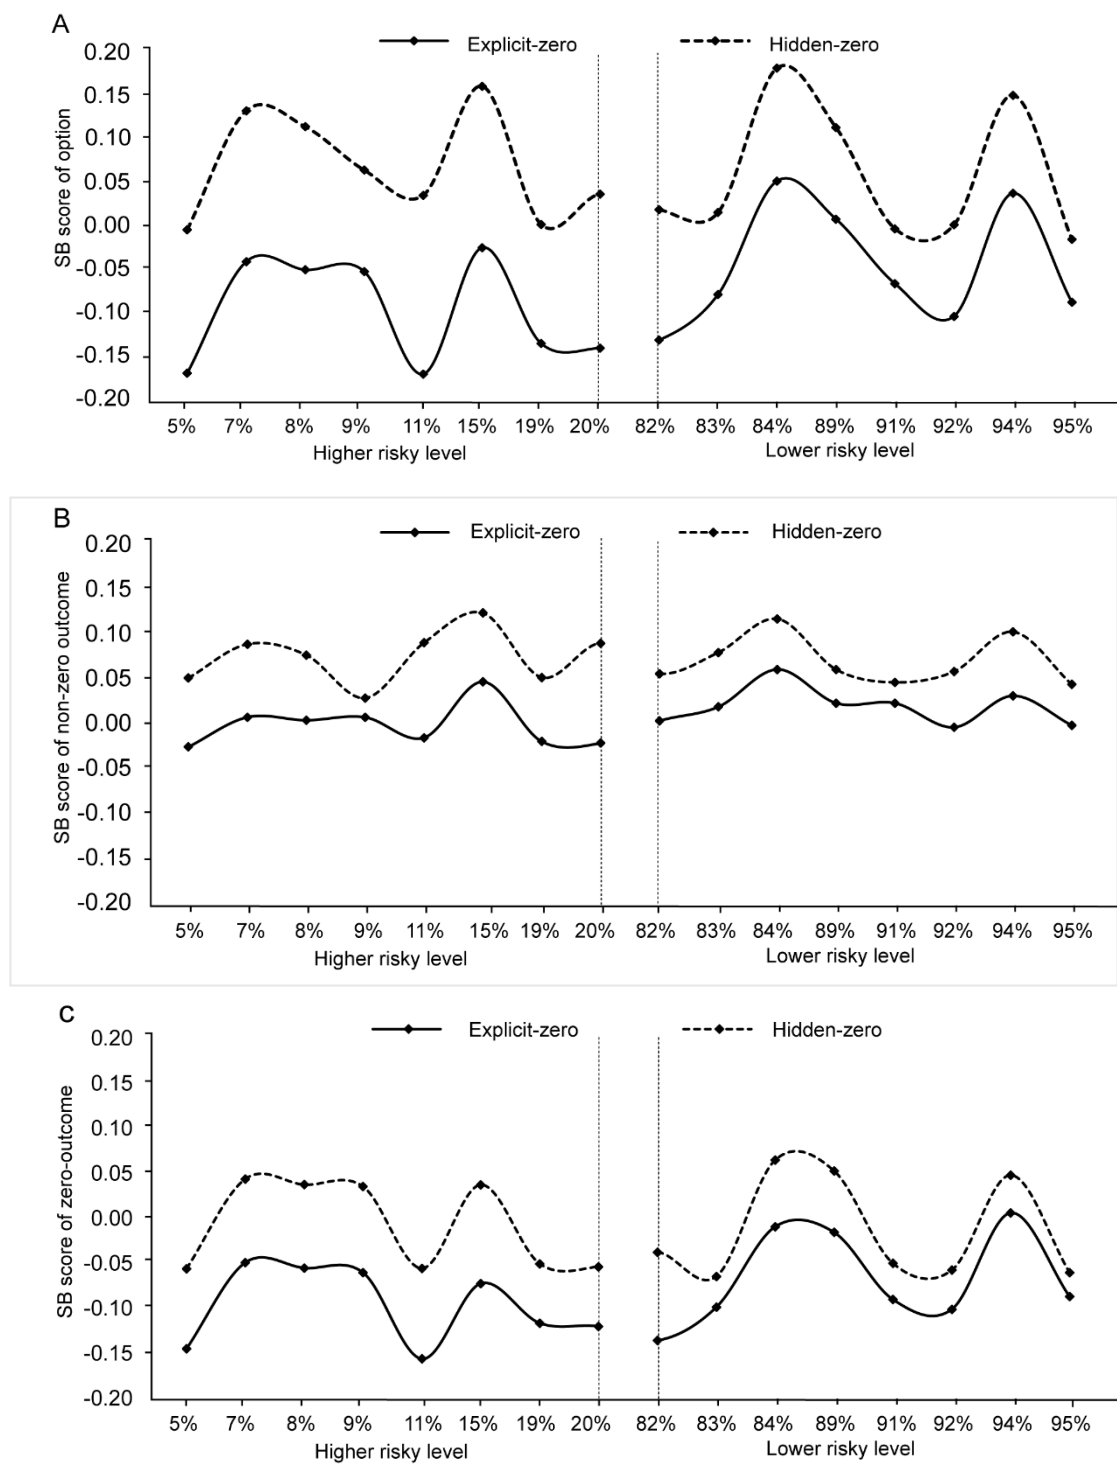 A
Explicit-zero
Hidden-zero
SB score of option
0.20
0.15
0.10
0.05
0.00
-0.05
-0.10
-0.15
-0.20
5% 7% 8% 9% 11% 15% 19% 20% 82% 83% 84% 89% 91% 92% 94% 95%
Higher risky level
Lower risky level
B
Explicit-zero
Hidden-zero
SB score of non-zero outcome
0.20
0.15
0.10
0.05
0.00
-0.05
-0.10
-0.15
-0.20
5% 7% 8% 9% 11% 15% 19% 20% 82% 83% 84% 89% 91% 92% 94% 95%
Higher risky level
Lower risky level
C
Explicit-zero
Hidden-zero
SB score of zero-outcome
0.20
0.15
0.10
0.05
0.00
-0.05
-0.10
-0.15
-0.20
5% 7% 8% 9% 11% 15% 19% 20% 82% 83% 84% 89% 91% 92% 94% 95%
Higher risky level
Lower risky level